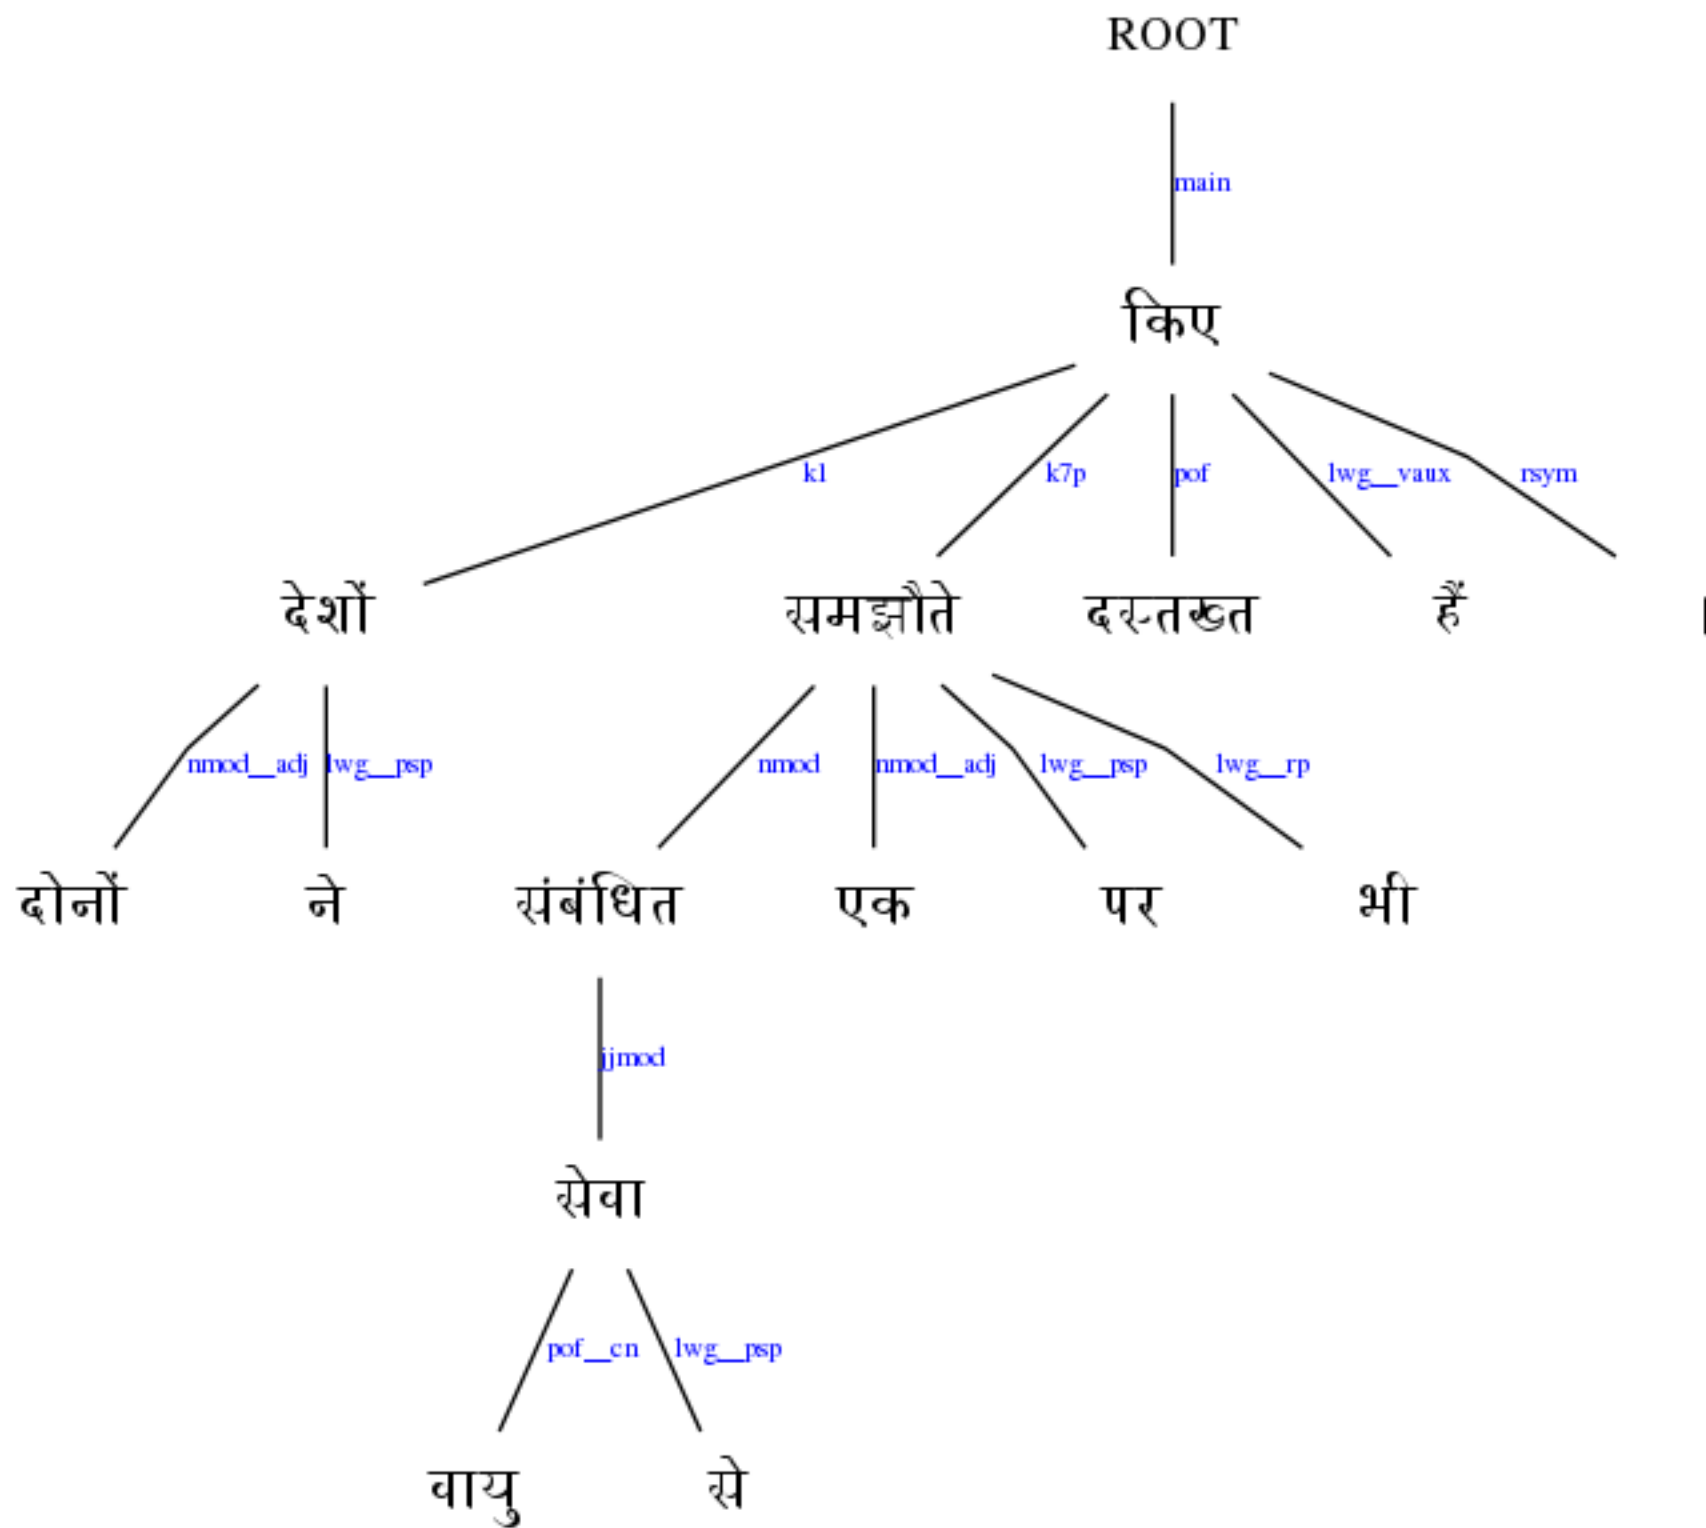 ROOT
main
किए
k1 k7p pof lwg__vaux rsym
देशों समझौते दस्तख्त हैं ।
nmod__adj lwg__psp nmod nmod__adj lwg__psp lwg__rp
दोनों ने संबंधित एक पर भी
jjmod
सेवा
pof__cn lwg__psp
वायु से